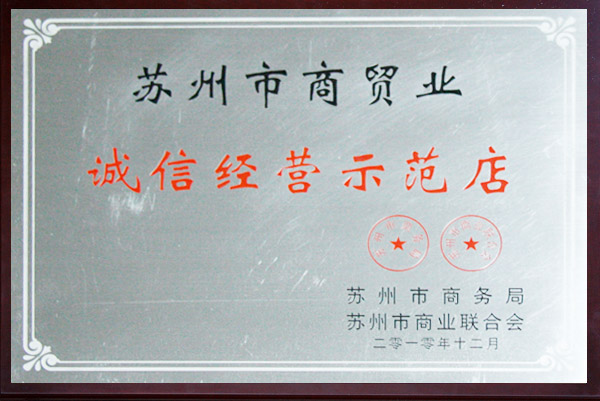 苏州市商贸业
诚信经营示范店
苏州市商务局
苏州市商业联合会
二零一零年十二月